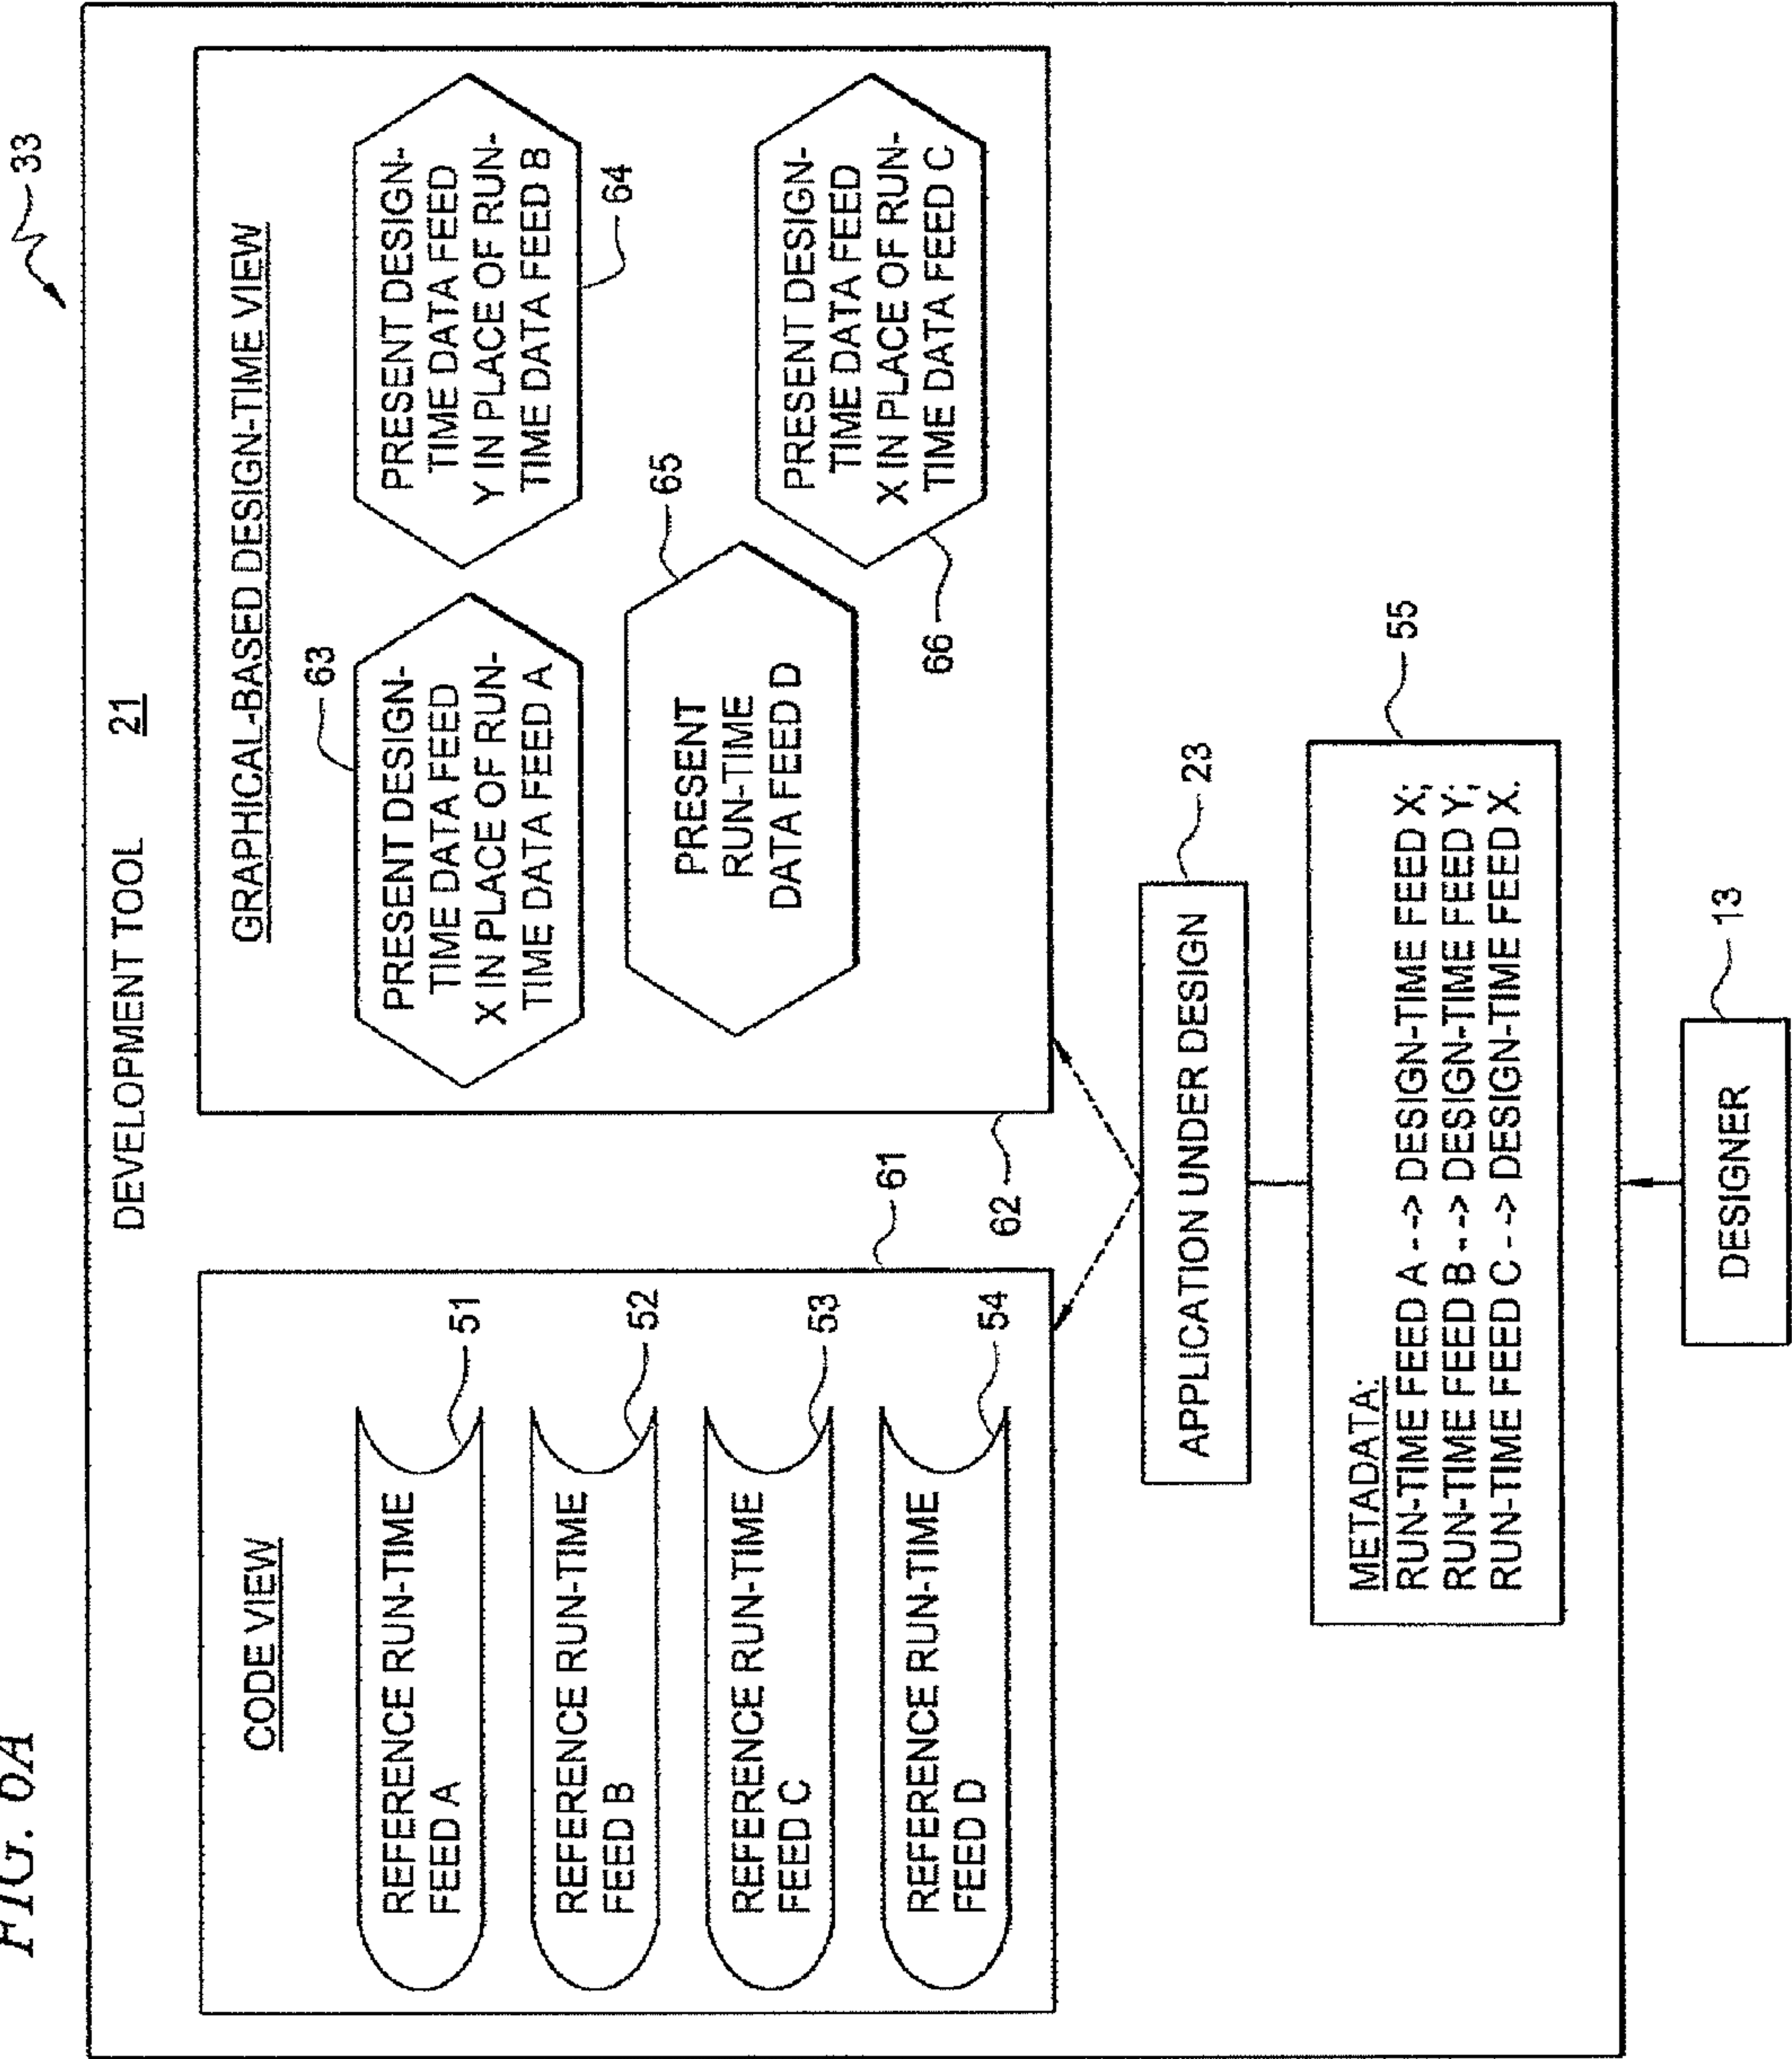 FIG. 6A
33
DEVELOPMENT TOOL 21
CODE VIEW
REFERENCE RUN-TIME
FEED A
51
REFERENCE RUN-TIME
FEED B
52
REFERENCE RUN-TIME
FEED C
53
REFERENCE RUN-TIME
FEED D
54
61
GRAPHICAL-BASED DESIGN-TIME VIEW
63
PRESENT DESIGN-
TIME DATA FEED
X IN PLACE OF RUN-
TIME DATA FEED A
PRESENT DESIGN-
TIME DATA FEED
Y IN PLACE OF RUN-
TIME DATA FEED B
64
65
PRESENT
RUN-TIME
DATA FEED D
PRESENT DESIGN-
TIME DATA FEED
X IN PLACE OF RUN-
TIME DATA FEED C
66
62
APPLICATION UNDER DESIGN
23
METADATA:
RUN-TIME FEED A - -> DESIGN-TIME FEED X;
RUN-TIME FEED B - -> DESIGN-TIME FEED Y;
RUN-TIME FEED C - -> DESIGN-TIME FEED X.
55
DESIGNER
13